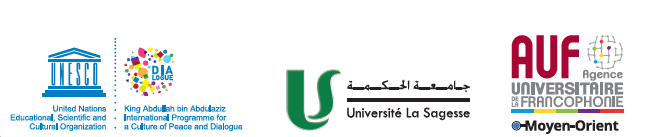 UNESCO
United Nations
Educational, Scientific and
Cultural Organization
DIA
LOGUE
King Abdullah bin Abdulaziz
International Programme for
a Culture of Peace and Dialogue
جامعة الحكمة
Université La Sagesse
AUF
Agence
UNIVERSITAIRE
DE LA FRANCOPHONIE
Moyen-Orient